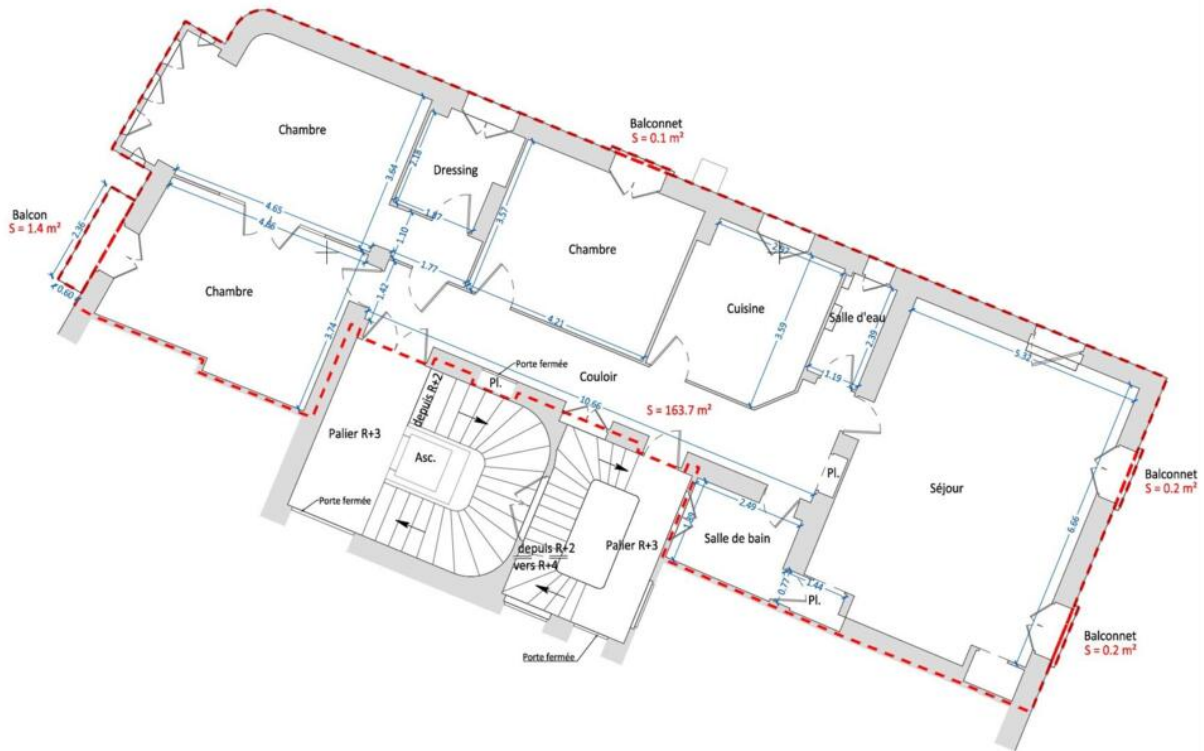 Balconnet
S = 0.1 m²
Chambre
3.64
2.18
Dressing
3.57
Balcon
S = 1.4 m²
2.36
0.60
4.65
4.66
1.10
1.77
Chambre
Chambre
1.42
3.74
4.21
Cuisine
3.59
Salle d'eau
2.39
1.19
5.32
Porte fermée
Couloir
Pl.
depuis R+2
10.66
S = 163.7 m²
Palier R+3
Asc.
Pl.
Séjour
Balconnet
S = 0.2 m²
6.66
Porte fermée
2.49
Salle de bain
depuis R+2
vers R+4
Palier R+3
0.77
1.44
Pl.
Balconnet
S = 0.2 m²
Porte fermée